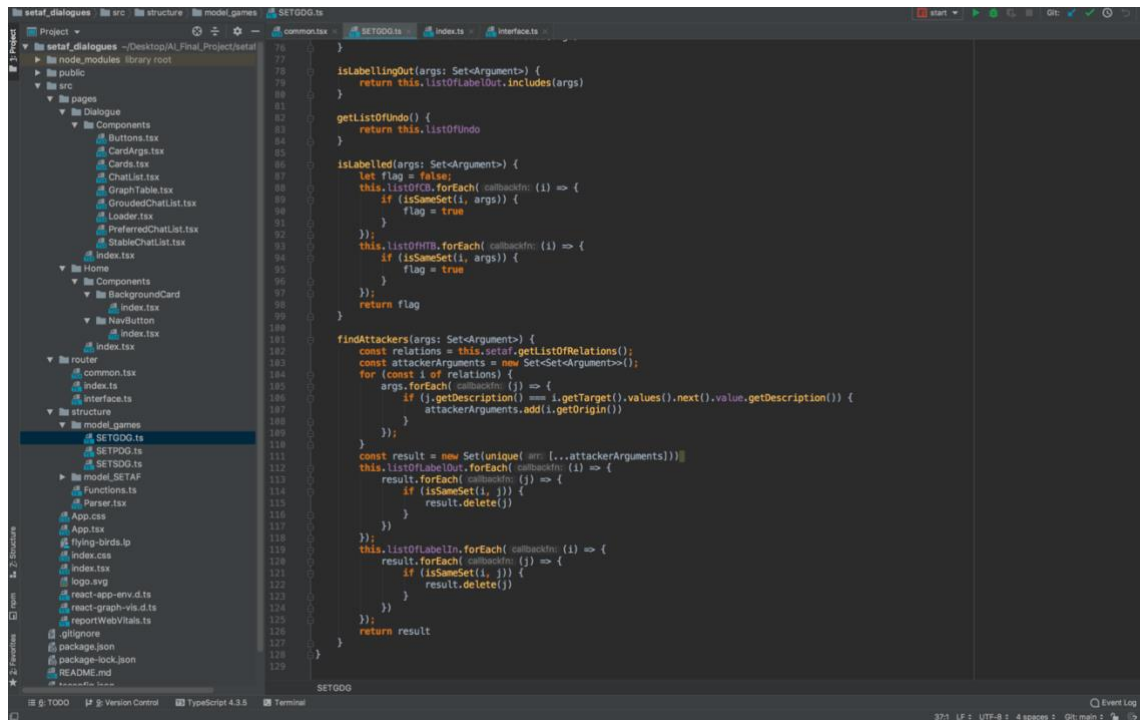 setaf_dialogues src structure model_games SETGDG.ts
start
Git:
Project
common.tsx SETGDG.ts index.ts interface.ts
1: Project
setaf_dialogues ~/Desktop/AI_Final_Project/setaf
node_modules library root
public
src
pages
Dialogue
Components
Buttons.tsx
CardArgs.tsx
Cards.tsx
ChatList.tsx
GraphTable.tsx
GroudedChatList.tsx
Loader.tsx
PreferredChatList.tsx
StableChatList.tsx
index.tsx
Home
Components
BackgroundCard
index.tsx
NavButton
index.tsx
index.tsx
router
common.tsx
index.ts
interface.ts
structure
model_games
SETGDG.ts
SETPDG.ts
SETSDG.ts
model_SETAF
Functions.ts
Parser.tsx
App.css
App.tsx
flying-birds.lp
index.css
index.tsx
logo.svg
react-app-env.d.ts
react-graph-vis.d.ts
reportWebVitals.ts
.gitignore
package.json
package-lock.json
README.md
2: Structure
npm
2: Favorites
76 }
77
78 isLabellingOut(args: Set<Argument>) {
79 return this.listOfLabelOut.includes(args)
80 }
81
82 getListOfUndo() {
83 return this.listOfUndo
84 }
85
86 isLabelled(args: Set<Argument>) {
87 let flag = false;
88 this.listOfCB.forEach( callbackfn: (i) => {
89 if (isSameSet(i, args)) {
90 flag = true
91 }
92 });
93 this.listOfHTB.forEach( callbackfn: (i) => {
94 if (isSameSet(i, args)) {
95 flag = true
96 }
97 });
98 return flag
99 }
100
101 findAttackers(args: Set<Argument>) {
102 const relations = this.setaf.getListOfRelations();
103 const attackerArguments = new Set<Set<Argument>>();
104 for (const i of relations) {
105 args.forEach( callbackfn: (j) => {
106 if (j.getDescription() === i.getTarget().values().next().value.getDescription()) {
107 attackerArguments.add(i.getOrigin())
108 }
109 });
110 }
111 const result = new Set(unique( arr: [...attackerArguments]))
112 this.listOfLabelOut.forEach( callbackfn: (i) => {
113 result.forEach( callbackfn: (j) => {
114 if (isSameSet(i, j)) {
115 result.delete(j)
116 }
117 })
118 });
119 this.listOfLabelIn.forEach( callbackfn: (i) => {
120 result.forEach( callbackfn: (j) => {
121 if (isSameSet(i, j)) {
122 result.delete(j)
123 }
124 })
125 });
126 return result
127 }
128 }
129
SETGDG
6: TODO 9: Version Control TypeScript 4.3.5 Terminal Event Log
37:1 LF UTF-8 4 spaces Git: main